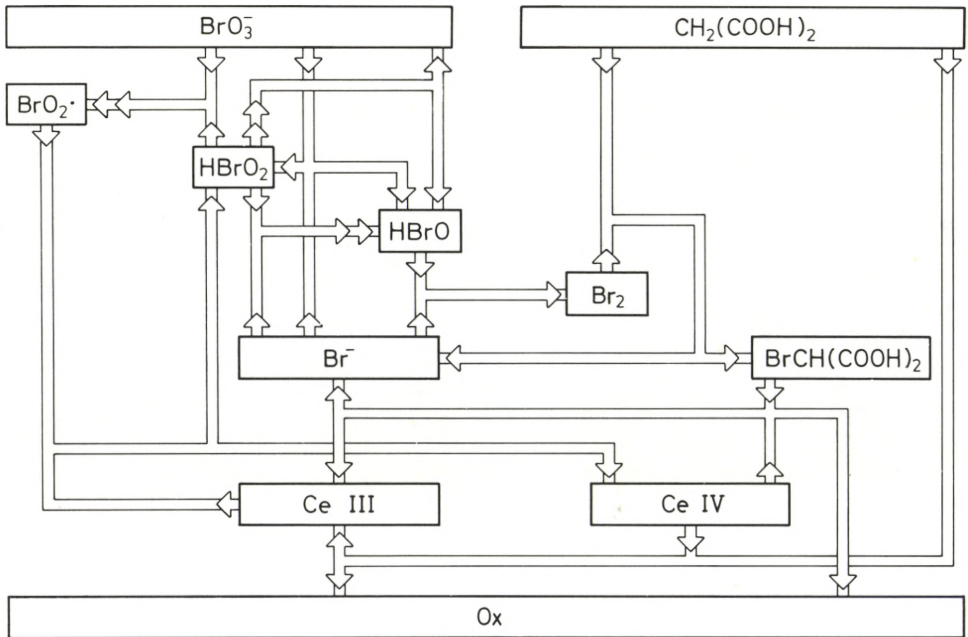 BrO₃⁻
CH₂(COOH)₂
BrO₂·
HBrO₂
HBrO
Br₂
Br⁻
BrCH(COOH)₂
Ce III
Ce IV
Ox